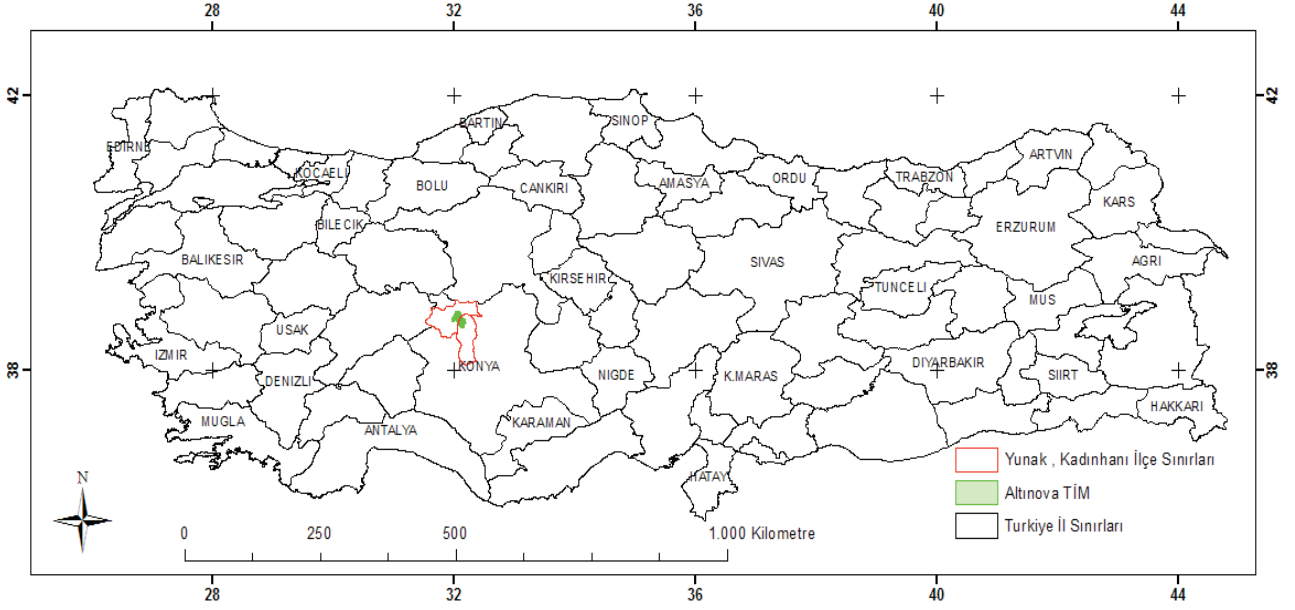 28 32 36 40 44
42 42
BARTIN SINOP
EDIRNE
ARTVIN
KOCAELI BOLU CANKIRI AMASYA ORDU TRABZON
KARS
BILECIK ERZURUM
BALIKESIR SIVAS AGRI
KIRSEHIR TUNCELI MUS
USAK
IZMIR DIYARBAKIR
38 KONYA 38
DENIZLI NIGDE K.MARAS SIIRT
HAKKARI
MUGLA ANTALYA KARAMAN
HATAY
Yunak , Kadınhanı İlçe Sınırları
Altınova TİM
Turkiye İl Sınırları
N
0 250 500 1.000 Kilometre
28 32 36 40 44